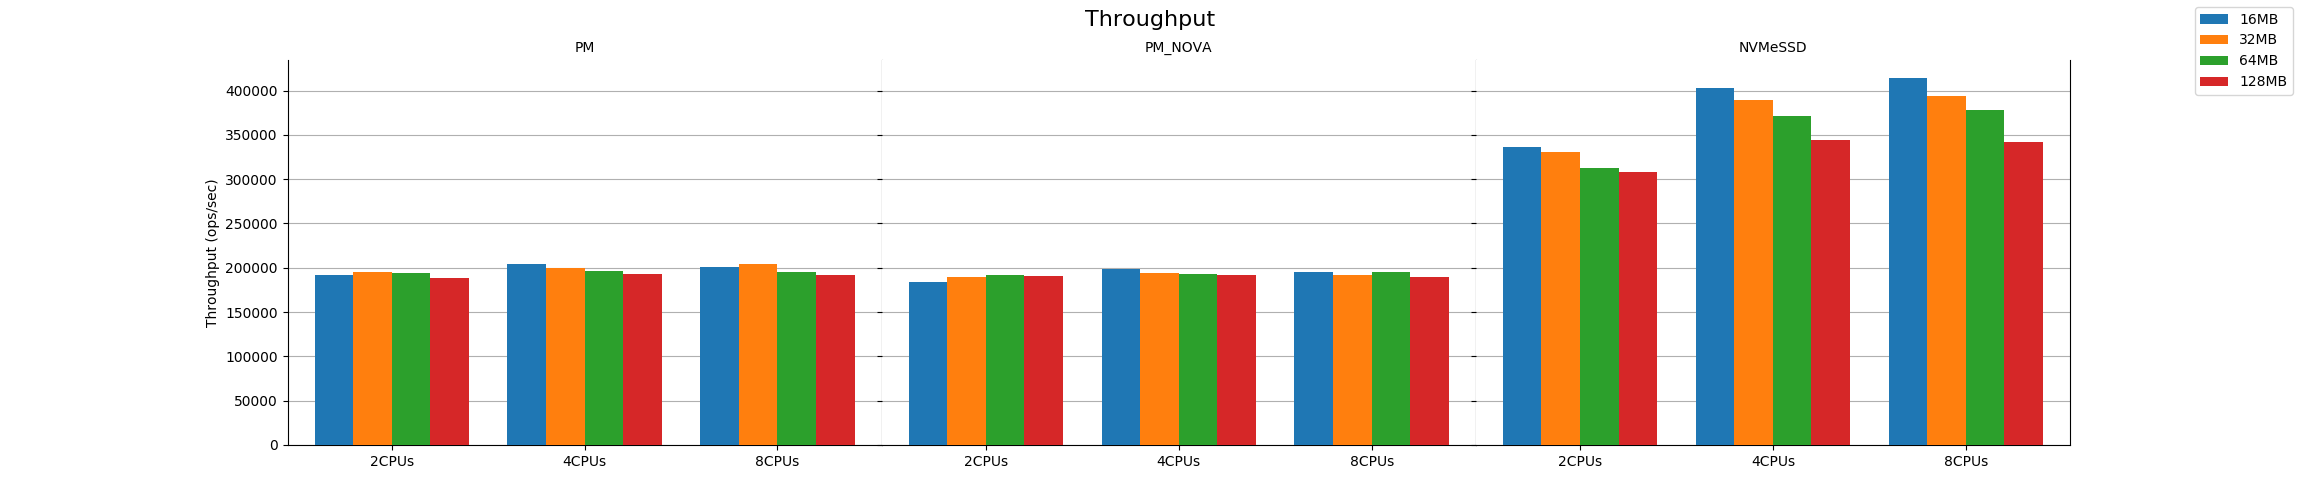 Throughput
PM
PM_NOVA
NVMeSSD
16MB
32MB
64MB
128MB
Throughput (ops/sec)
400000
350000
300000
250000
200000
150000
100000
50000
0
2CPUs
4CPUs
8CPUs
2CPUs
4CPUs
8CPUs
2CPUs
4CPUs
8CPUs